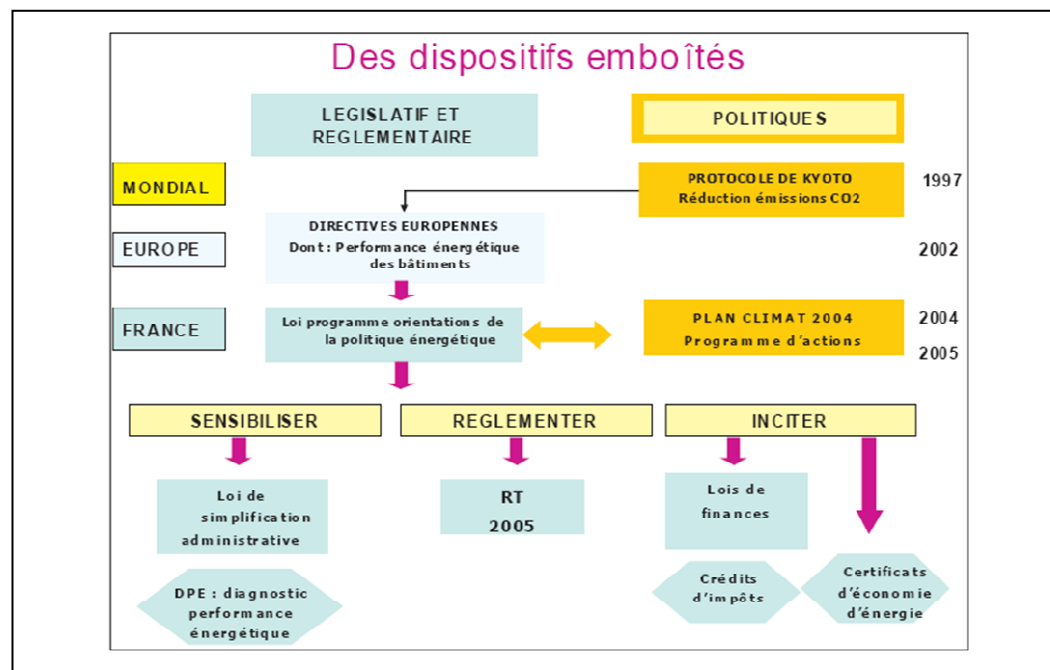 Des dispositifs emboîtés
LEGISLATIF ET
REGLEMENTAIRE
POLITIQUES
MONDIAL
PROTOCOLE DE KYOTO
Réduction émissions CO2
1997
EUROPE
DIRECTIVES EUROPENNES
Dont : Performance énergétique
des bâtiments
2002
FRANCE
Loi programme orientations de
la politique énergétique
PLAN CLIMAT 2004
Programme d'actions
2004
2005
SENSIBILISER
REGLEMENTER
INCITER
Loi de
simplification
administrative
RT
2005
Lois de
finances
DPE : diagnostic
performance
énergétique
Crédits
d'impôts
Certificats
d'économie
d'énergie